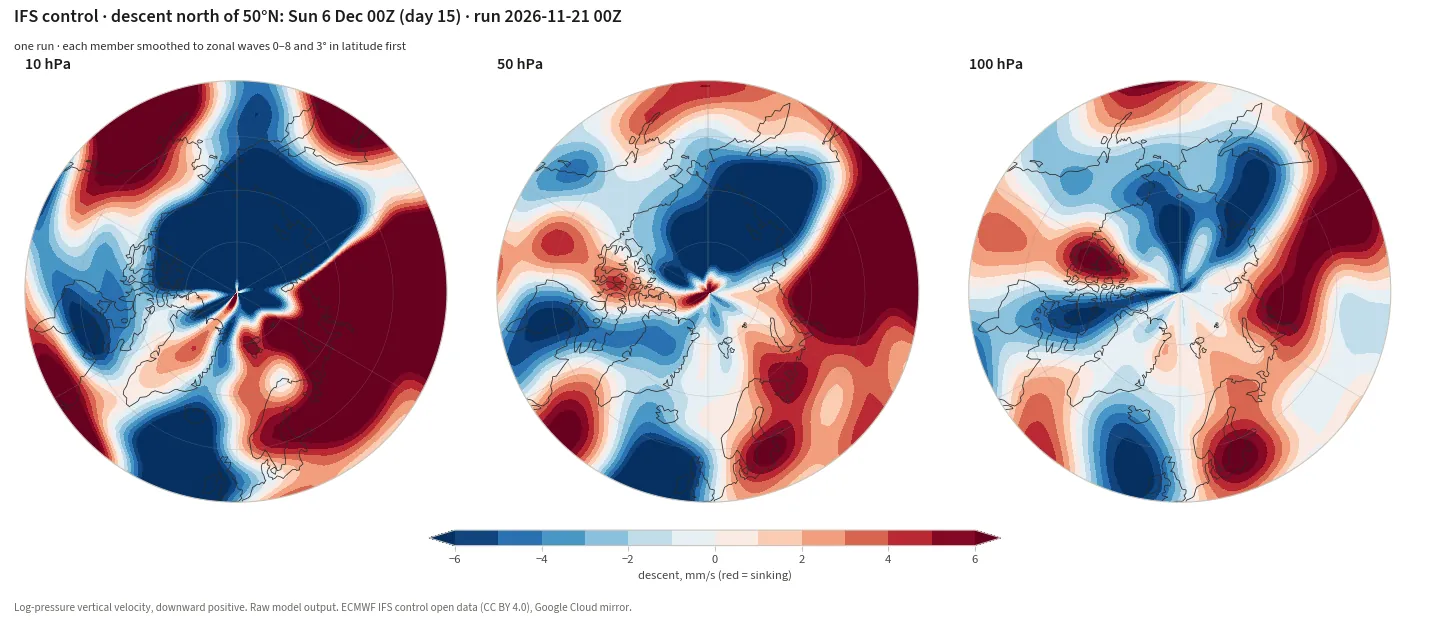 IFS control · descent north of 50°N: Sun 6 Dec 00Z (day 15) · run 2026-11-21 00Z
one run · each member smoothed to zonal waves 0–8 and 3° in latitude first
10 hPa
50 hPa
100 hPa
−6 −4 −2 0 2 4 6
descent, mm/s (red = sinking)
Log-pressure vertical velocity, downward positive. Raw model output. ECMWF IFS control open data (CC BY 4.0), Google Cloud mirror.